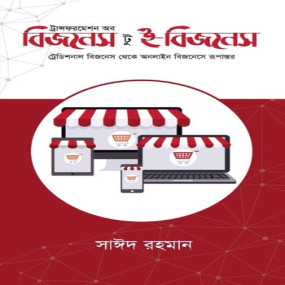 ট্রান্সফরমেশন অব
বিজনেস টু ই-বিজনেস
ট্রেডিশনাল বিজনেস থেকে অনলাইন বিজনেসে রূপান্তর
সাঈদ রহমান